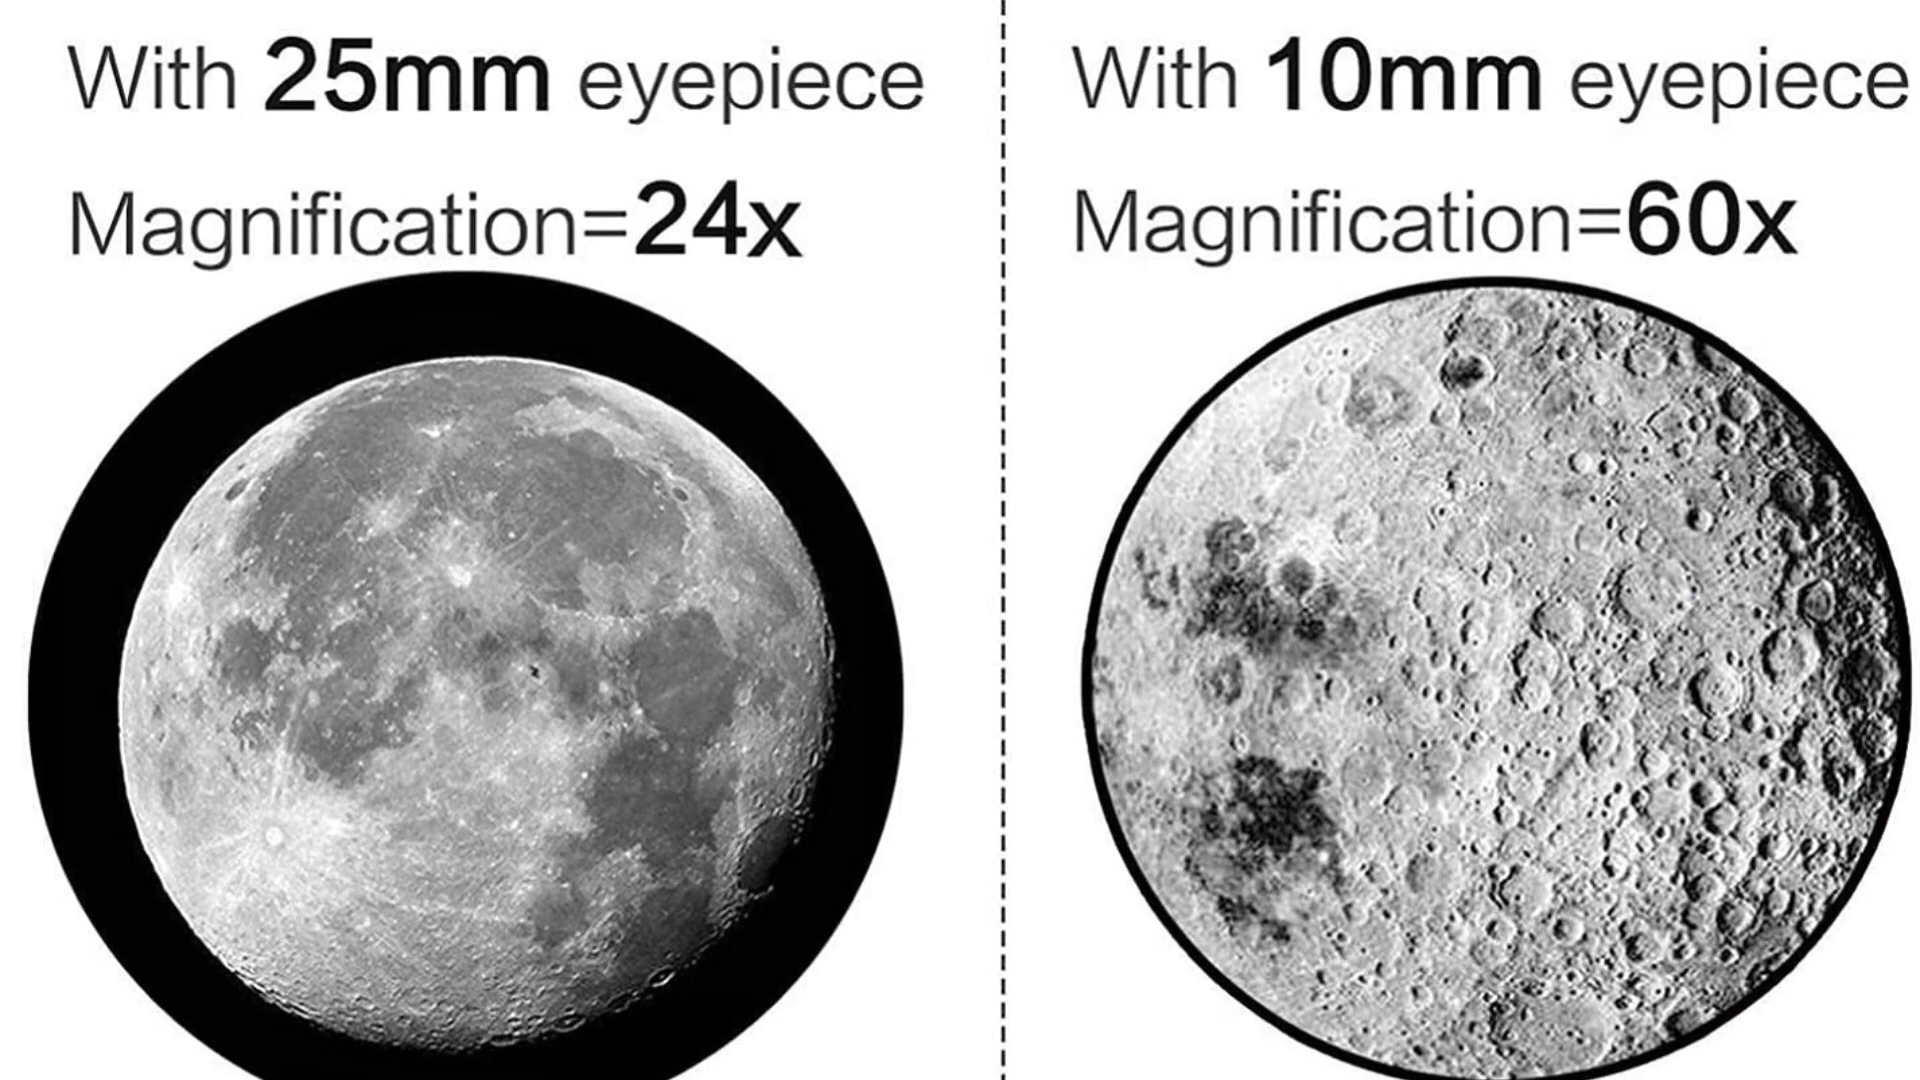 With 25mm eyepiece
Magnification=24x
With 10mm eyepiece
Magnification=60x